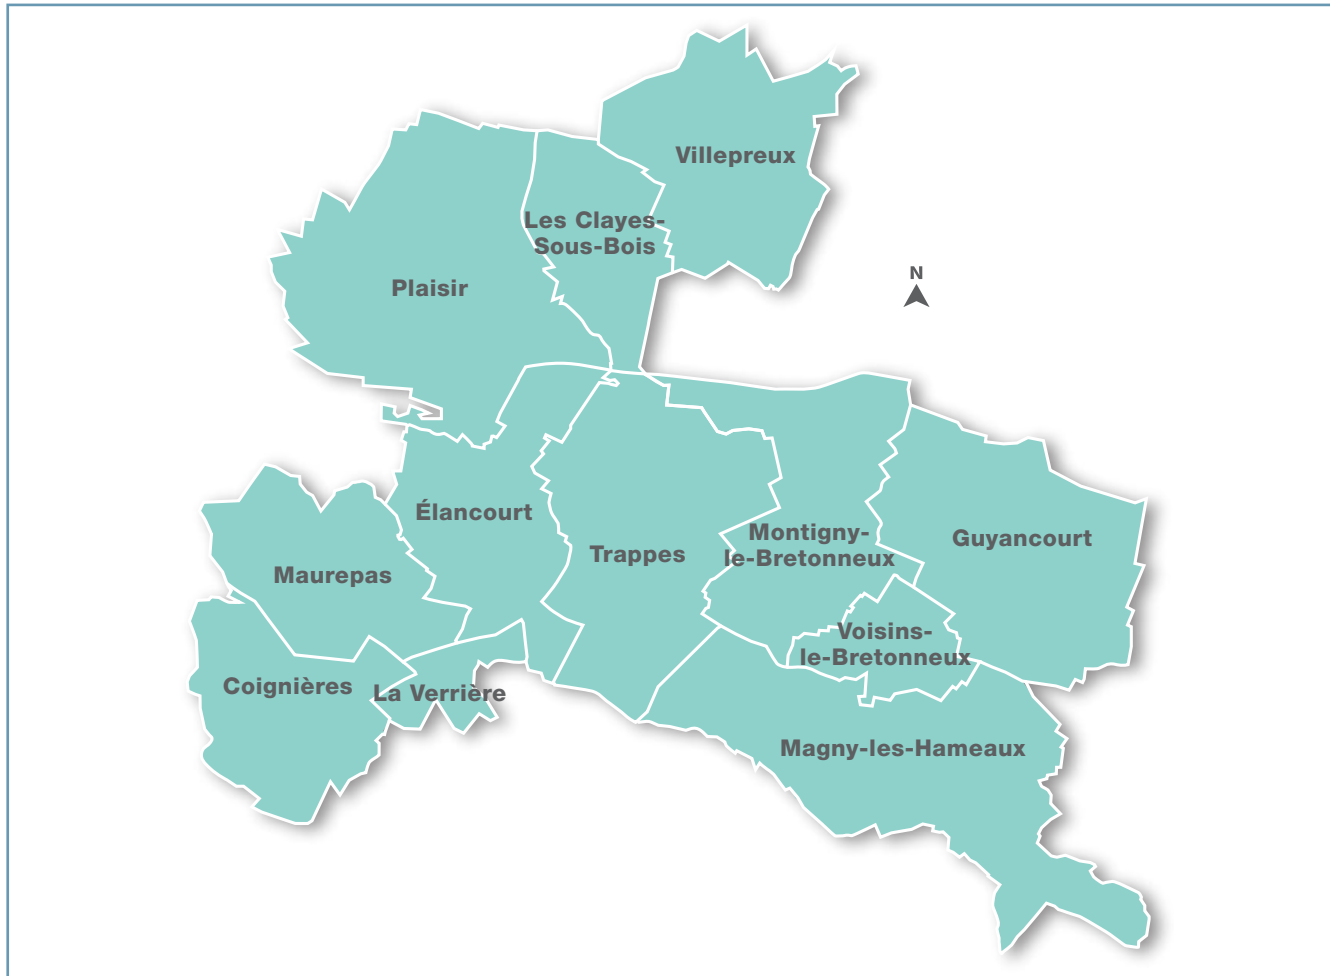 Villepreux
Les Clayes-
Sous-Bois
N
Plaisir
Élancourt
Montigny-
le-Bretonneux
Guyancourt
Trappes
Maurepas
Voisins-
le-Bretonneux
Coignières
La Verrière
Magny-les-Hameaux